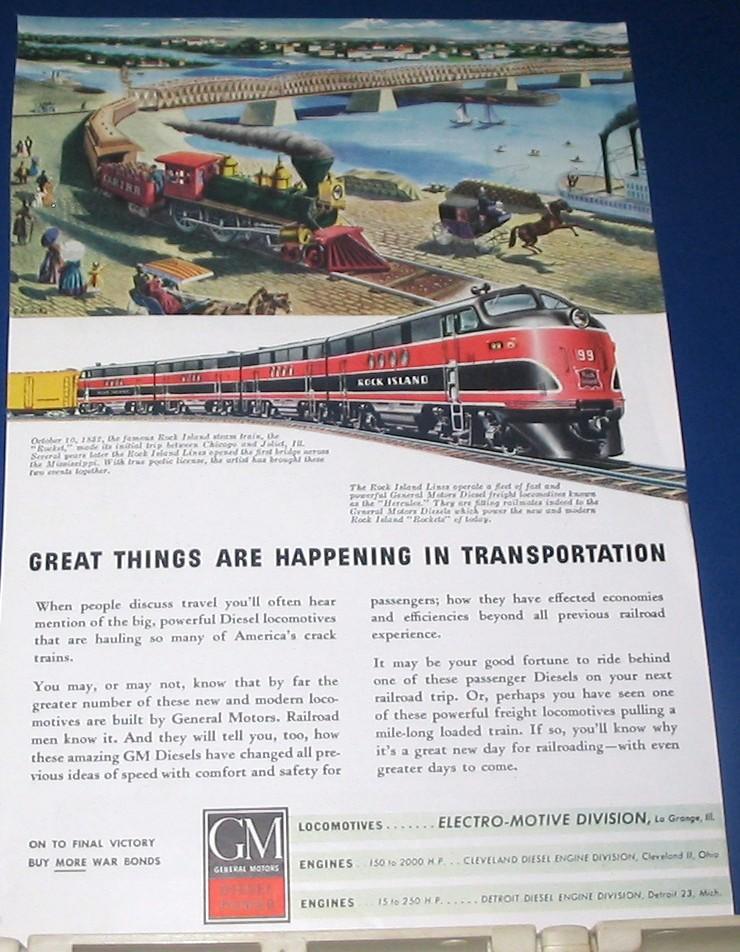 C.&R.I.R.R.
99
99
Rock Island
ROCK ISLAND
October 10, 1852, the famous Rock Island steam train, the
"Rocket," made its initial trip between Chicago and Joliet, Ill.
Several years later the Rock Island Lines opened the first bridge across
the Mississippi. With true poetic license, the artist has brought these
two events together.
The Rock Island Lines operate a fleet of fast and
powerful General Motors Diesel freight locomotives known
as the "Hercules." They are fitting railmates indeed to the
General Motors Diesels which power the new and modern
Rock Island "Rockets" of today.
GREAT THINGS ARE HAPPENING IN TRANSPORTATION
When people discuss travel you'll often hear
mention of the big, powerful Diesel locomotives
that are hauling so many of America's crack
trains.
You may, or may not, know that by far the
greater number of these new and modern loco-
motives are built by General Motors. Railroad
men know it. And they will tell you, too, how
these amazing GM Diesels have changed all pre-
vious ideas of speed with comfort and safety for
passengers; how they have effected economies
and efficiencies beyond all previous railroad
experience.
It may be your good fortune to ride behind
one of these passenger Diesels on your next
railroad trip. Or, perhaps you have seen one
of these powerful freight locomotives pulling a
mile-long loaded train. If so, you'll know why
it's a great new day for railroading—with even
greater days to come.
ON TO FINAL VICTORY
BUY MORE WAR BONDS
GM
GENERAL MOTORS
DIESEL
POWER
LOCOMOTIVES.......ELECTRO-MOTIVE DIVISION, La Grange, Ill.
ENGINES..150 to 2000 H.P....CLEVELAND DIESEL ENGINE DIVISION, Cleveland 11, Ohio
ENGINES...15 to 250 H.P.......DETROIT DIESEL ENGINE DIVISION, Detroit 23, Mich.